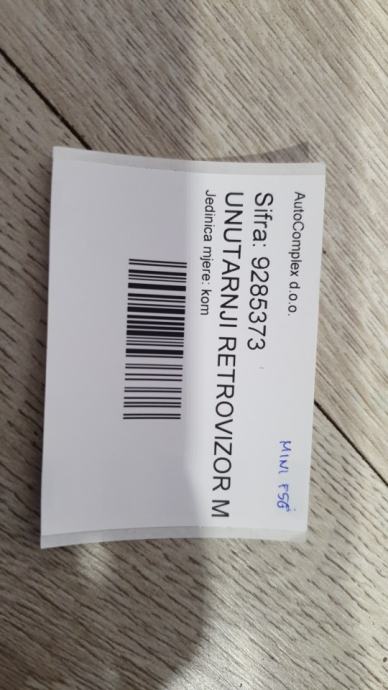 AutoComplex d.o.o.
MINI F56
Sifra: 9285373
UNUTARNJI RETROVIZOR M
Jedinica mjere: kom